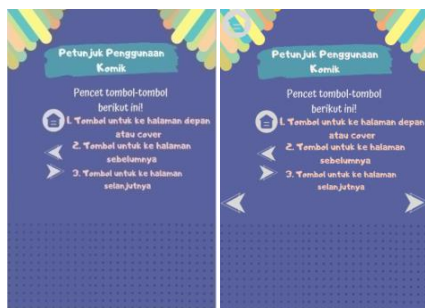 Petunjuk Penggunaan
Komik
Pencet tombol-tombol
berikut ini!
1. Tombol untuk ke halaman depan
atau cover
2. Tombol untuk ke halaman
sebelumnya
3. Tombol untuk ke halaman
selanjutnya
Petunjuk Penggunaan
Komik
Pencet tombol-tombol
berikut ini!
1. Tombol untuk ke halaman depan
atau cover
2. Tombol untuk ke halaman
sebelumnya
3. Tombol untuk ke halaman
selanjutnya